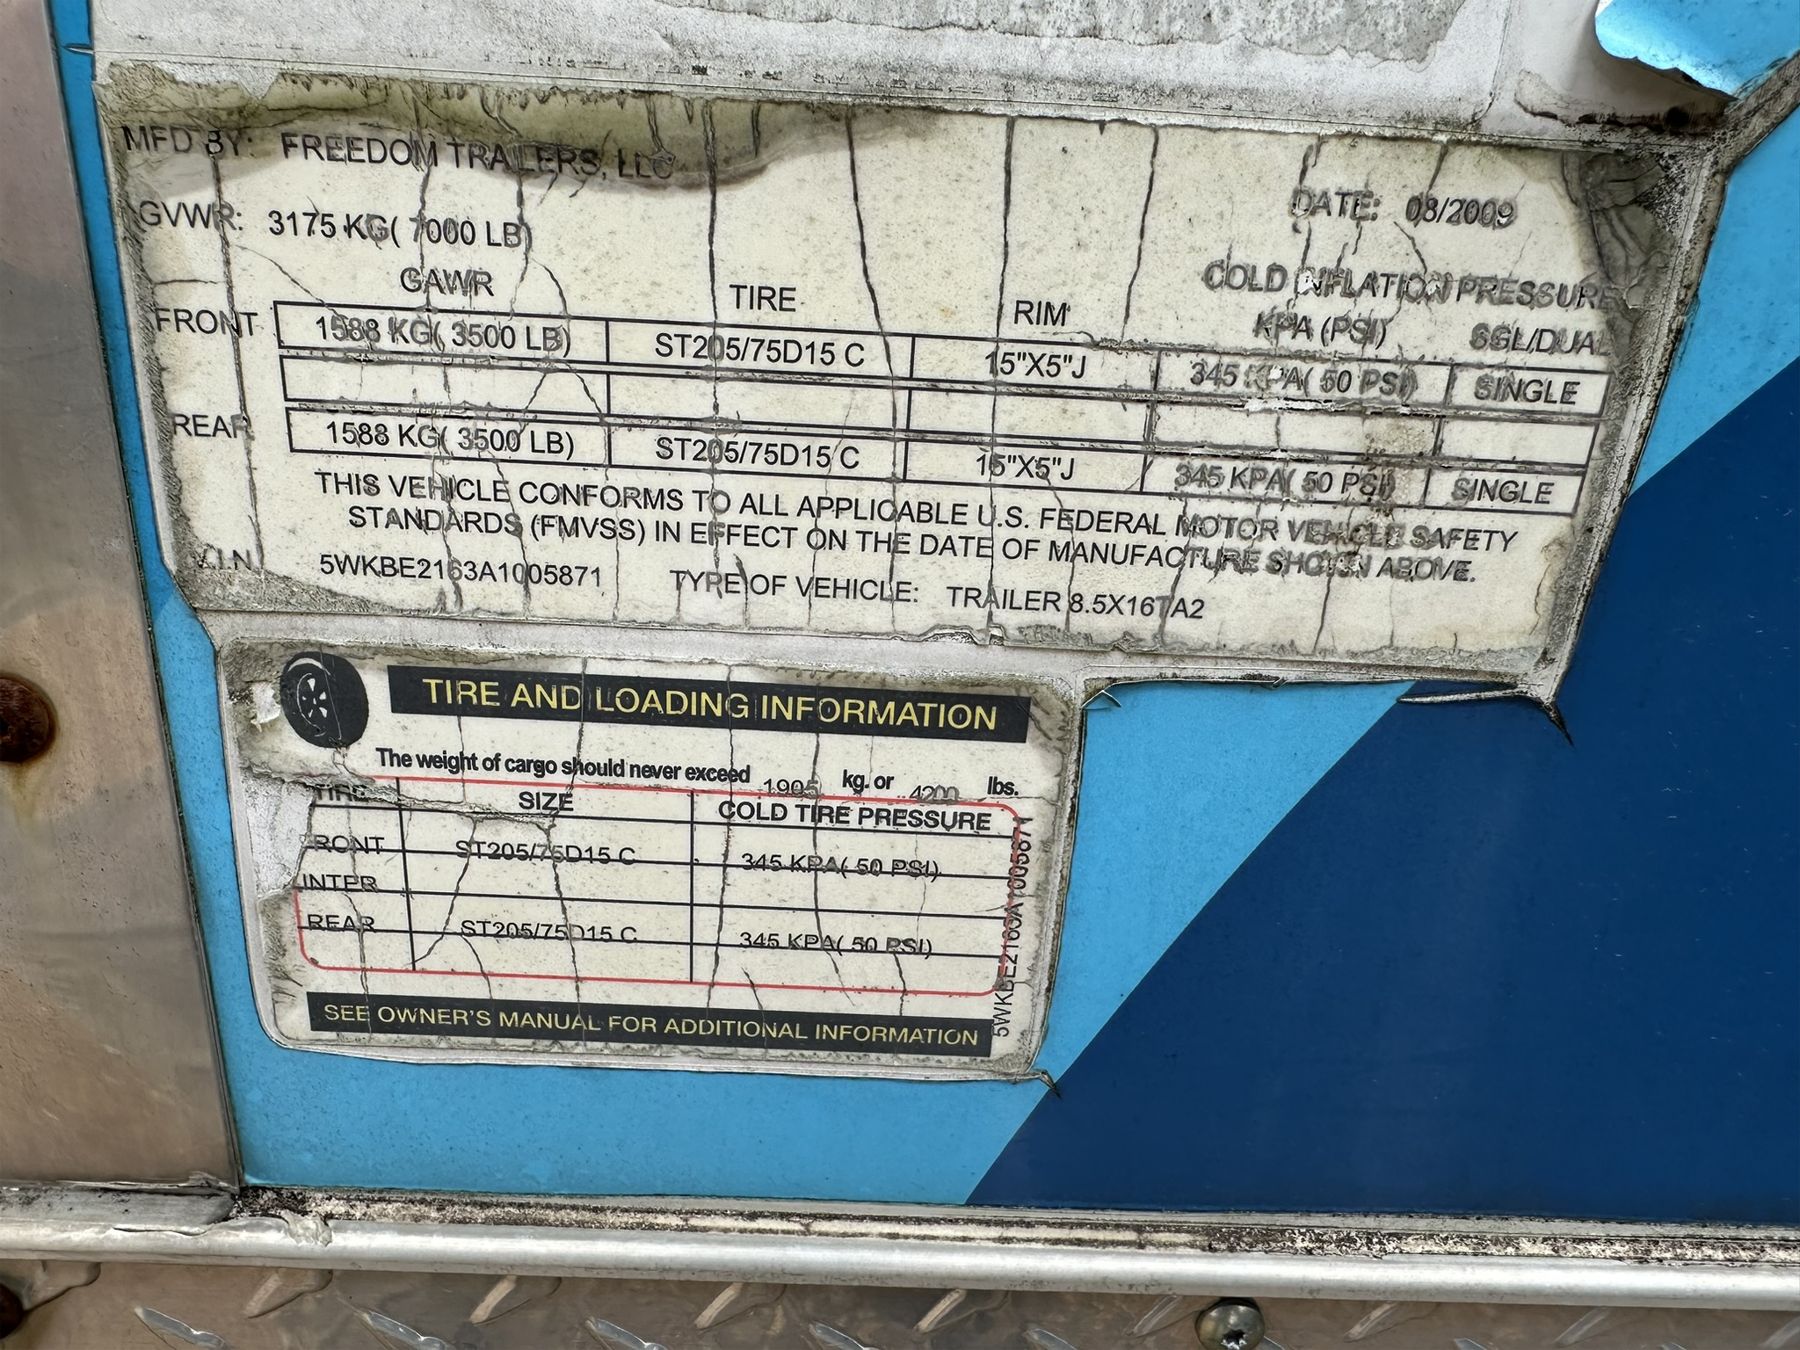 MFD BY: FREEDOM TRAILERS, LLC
DATE: 08/2009
GVWR: 3175 KG( 7000 LB)
GAWR TIRE RIM COLD INFLATION PRESSURE
KPA (PSI) SGL/DUAL
FRONT 1588 KG( 3500 LB) ST205/75D15 C 15"X5"J 345 KPA( 50 PSI) SINGLE
REAR 1588 KG( 3500 LB) ST205/75D15 C 15"X5"J 345 KPA( 50 PSI) SINGLE
THIS VEHICLE CONFORMS TO ALL APPLICABLE U.S. FEDERAL MOTOR VEHICLE SAFETY
STANDARDS (FMVSS) IN EFFECT ON THE DATE OF MANUFACTURE SHOWN ABOVE.
V.I.N. 5WKBE2163A1005871 TYPE OF VEHICLE: TRAILER 8.5X16TA2
TIRE AND LOADING INFORMATION
The weight of cargo should never exceed 1905 kg. or 4200 lbs.
TIRE SIZE COLD TIRE PRESSURE
FRONT ST205/75D15 C 345 KPA( 50 PSI)
INTER
REAR ST205/75D15 C 345 KPA( 50 PSI)
5WKBE2163A1005871
SEE OWNER'S MANUAL FOR ADDITIONAL INFORMATION